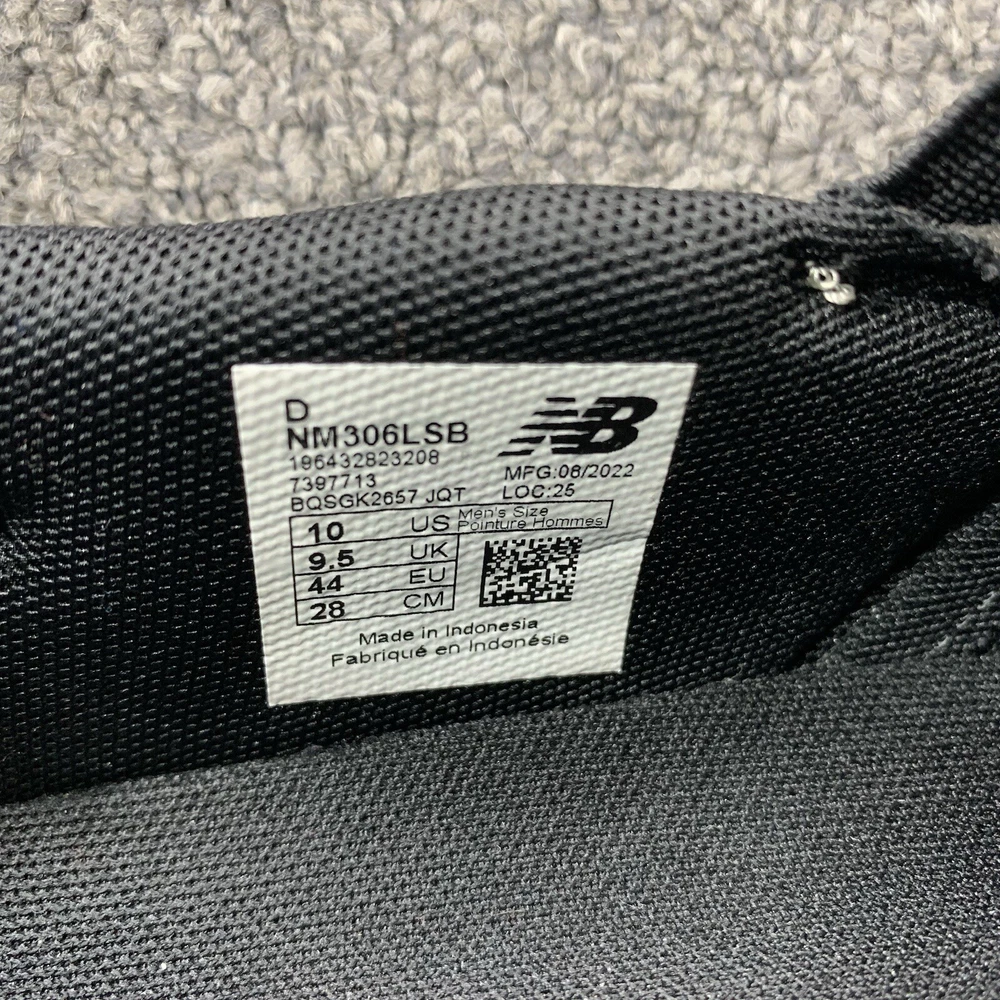 D
NM306LSB
196432823208
7397713
BQSGK2657 JQT
NB
MFG:08/2022
LOC:25
10 US Men's Size
Pointure Hommes
9.5 UK
44 EU
28 CM
Made in Indonesia
Fabriqué en Indonésie